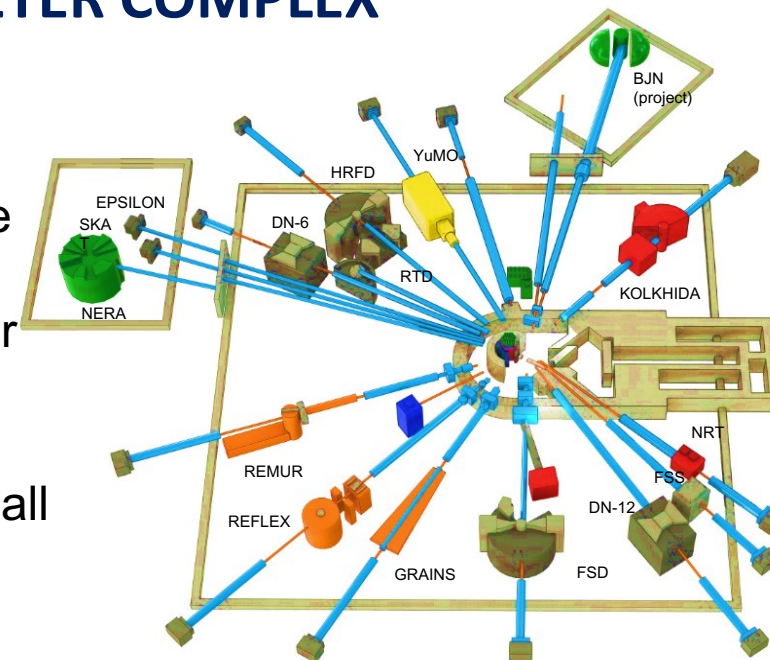 COMPLEX
all
BJN
(project)
YuMO
HRFD
EPSILON
SKA
T
DN-6
RTD
NERA
KOLKHIDA
REMUR
REFLEX
GRAINS
FSD
DN-12
FSS
NRT